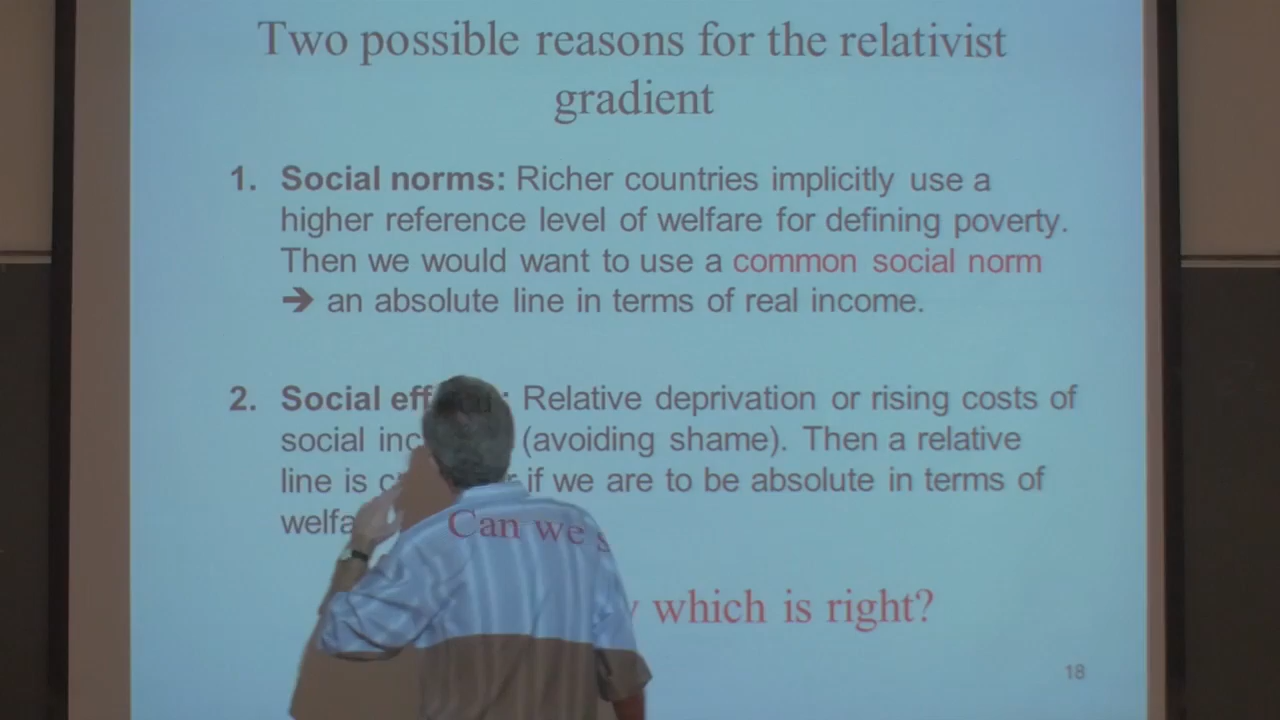 Two possible reasons for the relativist
gradient
1. Social norms: Richer countries implicitly use a
higher reference level of welfare for defining poverty.
Then we would want to use a common social norm
➔ an absolute line in terms of real income.
2. Social eff : Relative deprivation or rising costs of
social inc (avoiding shame). Then a relative
line is if we are to be absolute in terms of
welfa
Can we s which is right?
18